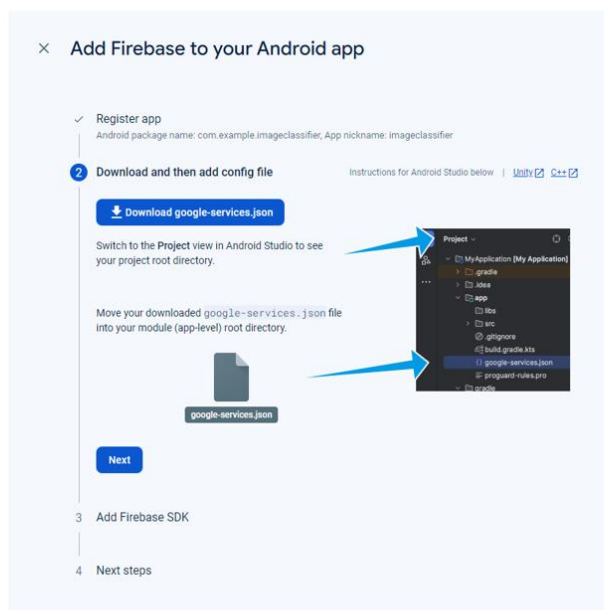 Add Firebase to your Android app
Register app
Android package name: com.example.imageclassifier, App nickname: imageclassifier
2 Download and then add config file
Instructions for Android Studio below | Unity C++
Download google-services.json
Switch to the Project view in Android Studio to see
your project root directory.
Move your downloaded google-services.json file
into your module (app-level) root directory.
google-services.json
Project
MyApplication [My Application]
.gradle
.idea
app
libs
src
.gitignore
build.gradle.kts
google-services.json
proguard-rules.pro
gradle
Next
3 Add Firebase SDK
4 Next steps